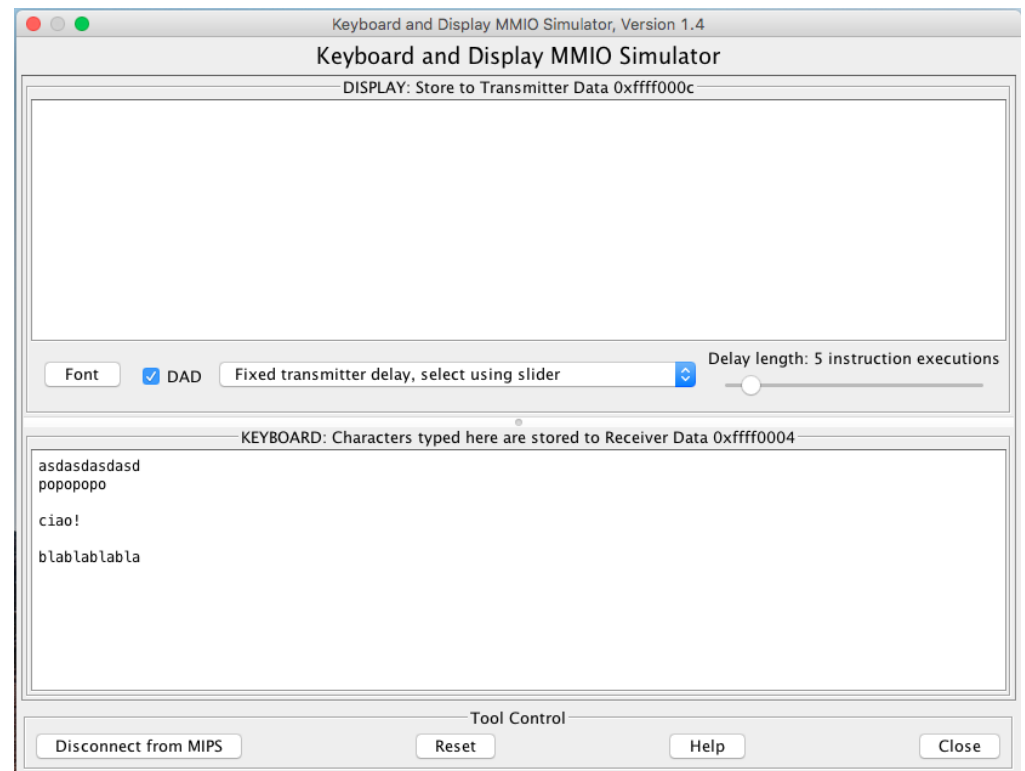 Keyboard and Display MMIO Simulator, Version 1.4
Keyboard and Display MMIO Simulator
DISPLAY: Store to Transmitter Data 0xffff000c
Font
DAD
Fixed transmitter delay, select using slider
Delay length: 5 instruction executions
KEYBOARD: Characters typed here are stored to Receiver Data 0xffff0004
asdasdasdasd
popopopo
ciao!
blablablabla
Tool Control
Disconnect from MIPS
Reset
Help
Close